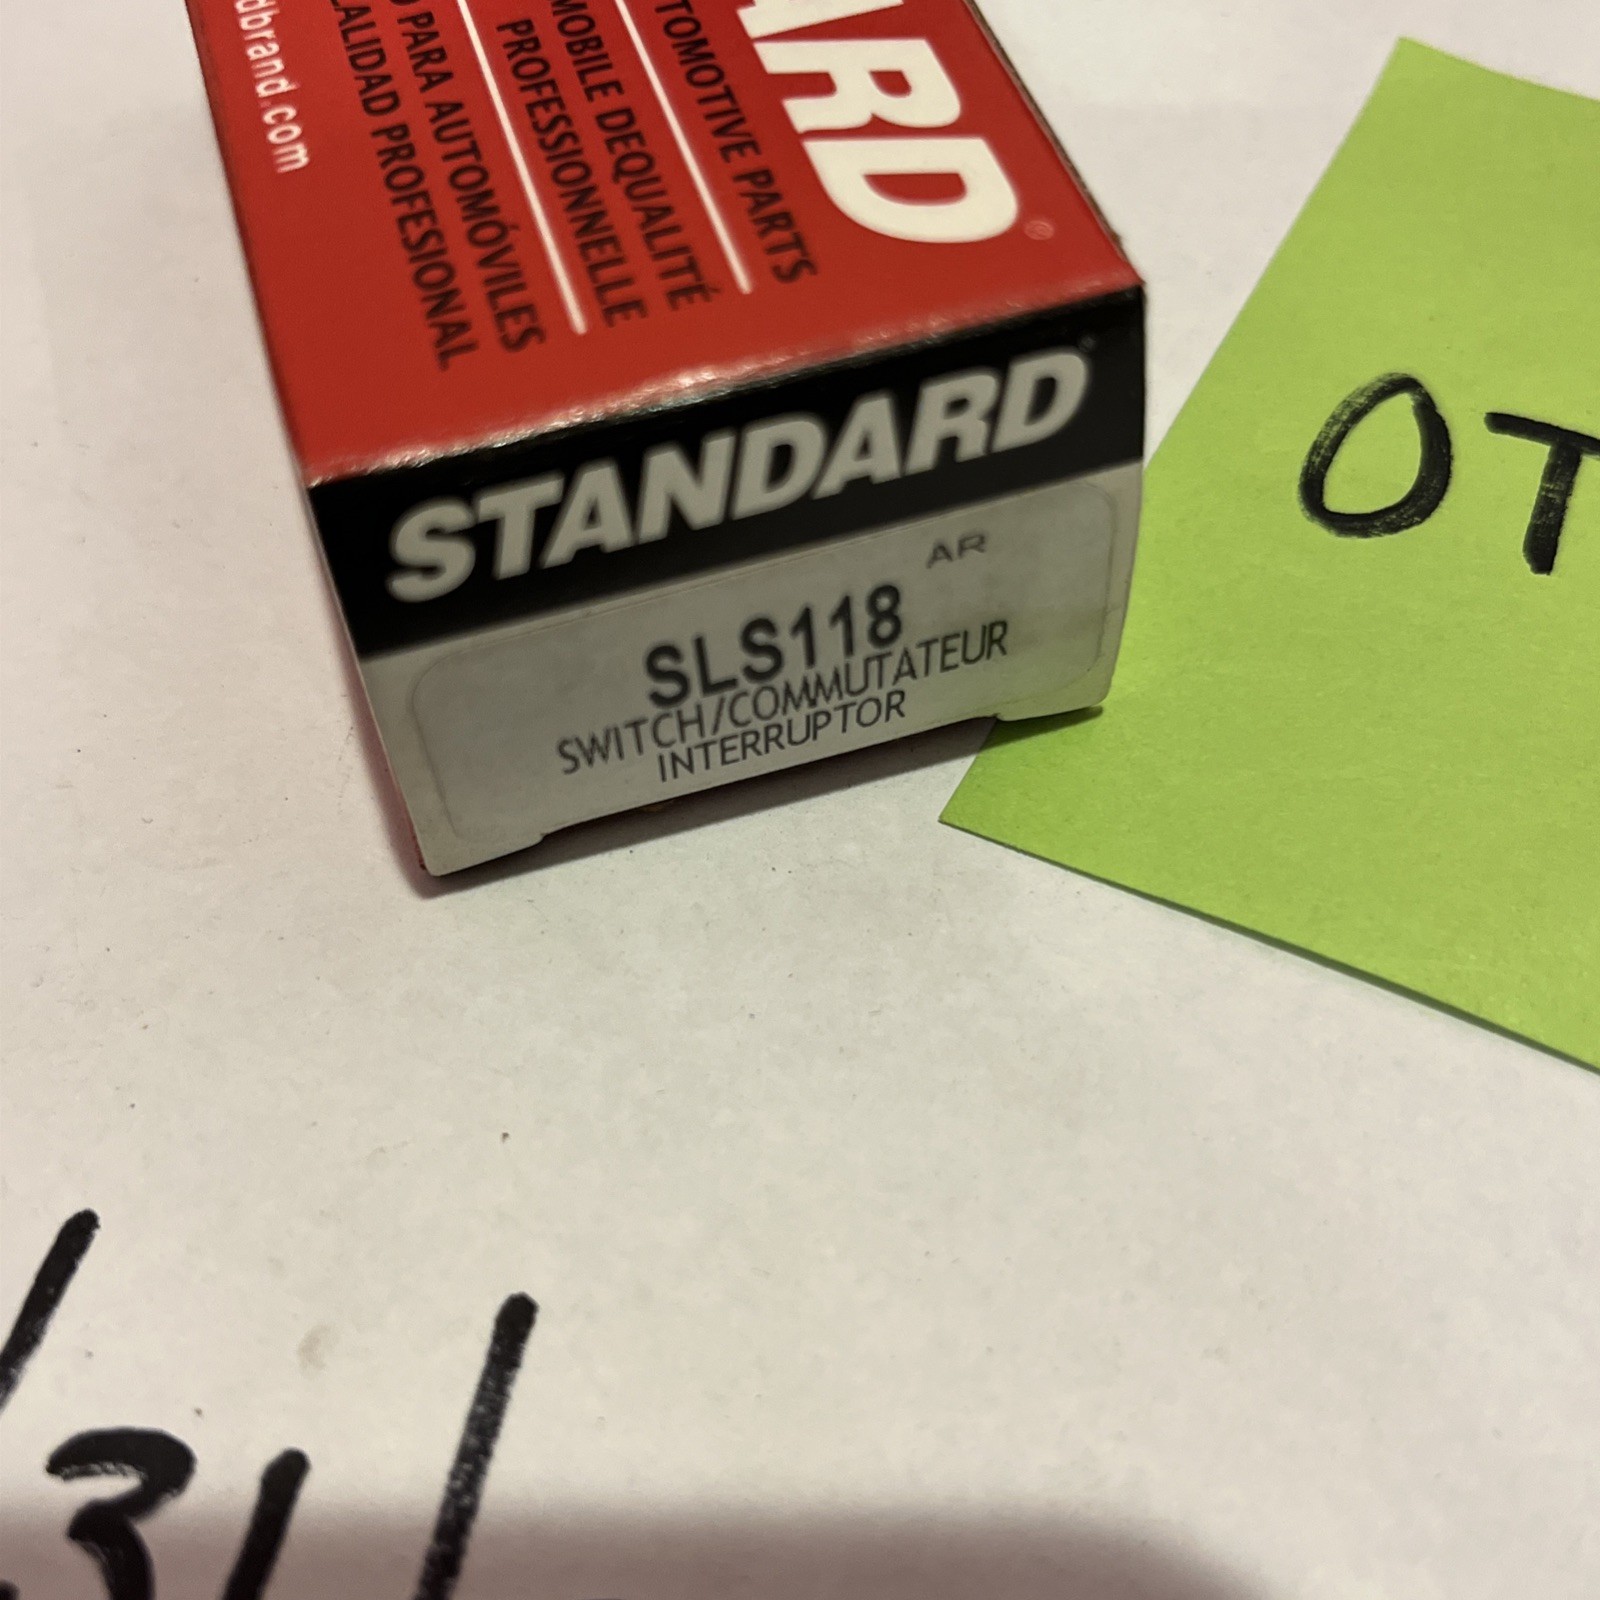 ARD®
TOMOTIVE PARTS
MOBILE DEQUALITÉ
PROFESSIONNELLE
PARA AUTOMÓVILES
ALIDAD PROFESIONAL
dbrand.com
STANDARD
AR
SLS118
SWITCH/COMMUTATEUR
INTERRUPTOR
OT
/31/